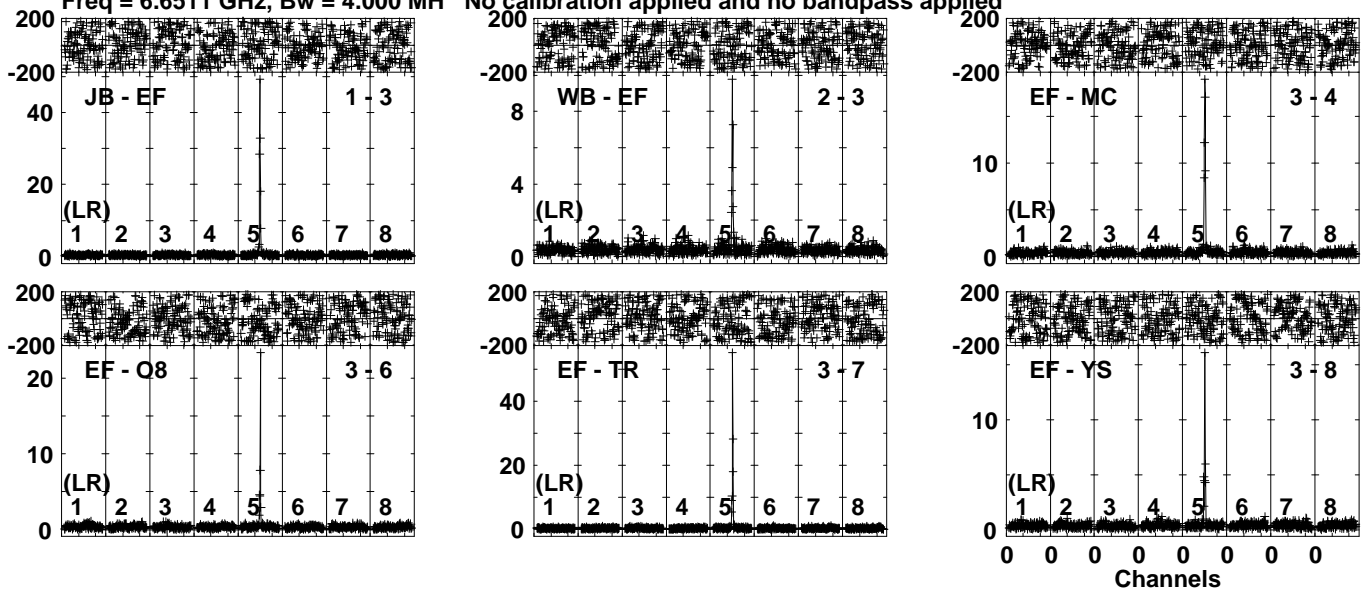 Freq = 6.6511 GHz, Bw = 4.000 MH No calibration applied and no bandpass applied
200 200 200
-200 -200 -200
JB - EF 1 - 3 WB - EF 2 - 3 EF - MC 3 - 4
40 8 10
20 4
(LR) (LR) (LR)
1 2 3 4 5 6 7 8 1 2 3 4 5 6 7 8 1 2 3 4 5 6 7 8
0 0 0
200 200 200
-200 -200 -200
EF - O8 3 - 6 EF - TR 3 - 7 EF - YS 3 - 8
20 40 10
10 20
(LR) (LR) (LR)
1 2 3 4 5 6 7 8 1 2 3 4 5 6 7 8 1 2 3 4 5 6 7 8
0 0 0
0 0 0 0 0 0 0 0
Channels